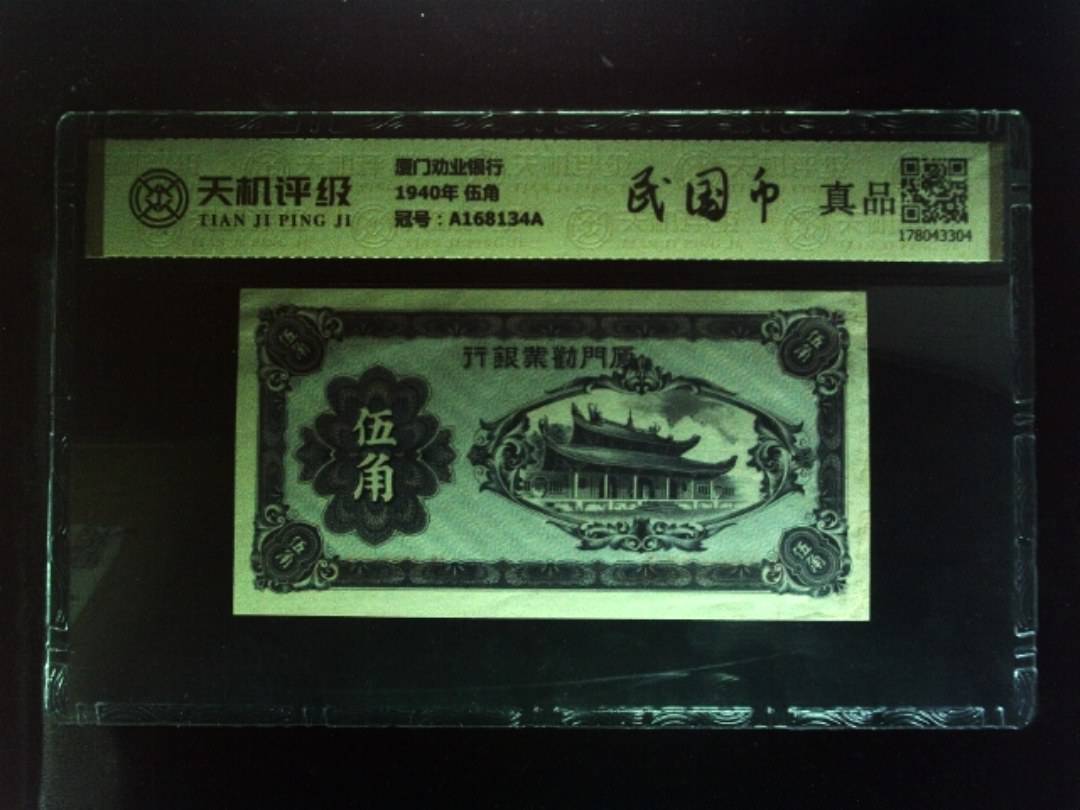 天机评级
TIAN JI PING JI
厦门劝业银行
1940年 伍角
冠号：A168134A
民国币
真品
178043304
厦門勸業銀行
伍角
伍角
伍角
伍角
伍角